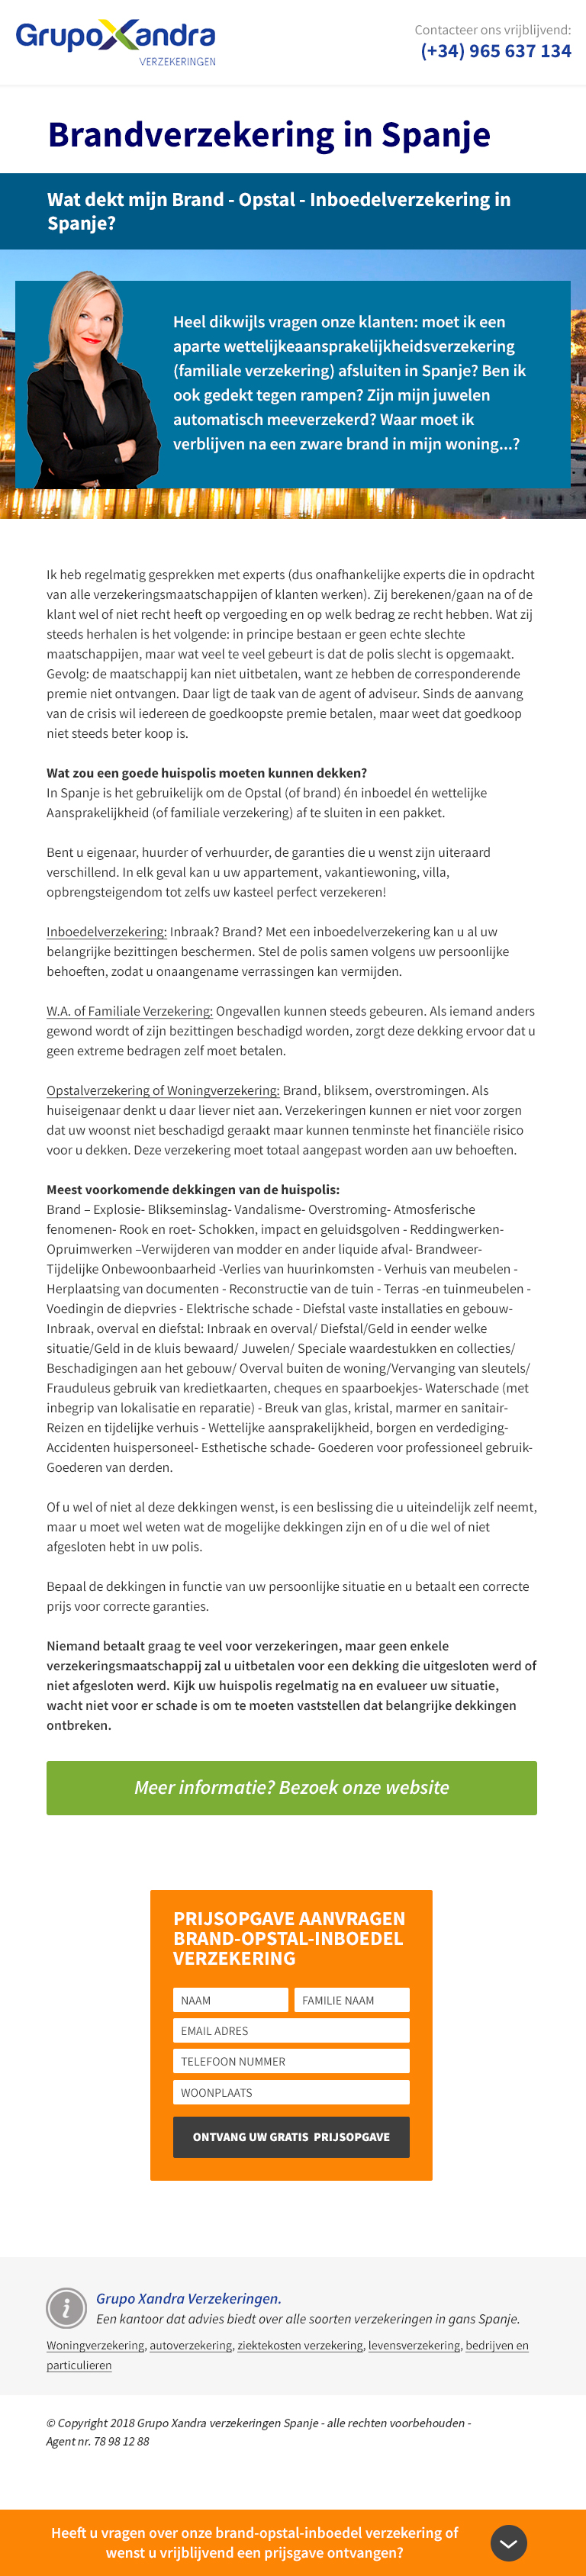 GrupoXandra
VERZEKERINGEN
Contacteer ons vrijblijvend:
(+34) 965 637 134
Brandverzekering in Spanje
Wat dekt mijn Brand - Opstal - Inboedelverzekering in
Spanje?
Heel dikwijls vragen onze klanten: moet ik een
aparte wettelijkeaansprakelijkheidsverzekering
(familiale verzekering) afsluiten in Spanje? Ben ik
ook gedekt tegen rampen? Zijn mijn juwelen
automatisch meeverzekerd? Waar moet ik
verblijven na een zware brand in mijn woning...?
Ik heb regelmatig gesprekken met experts (dus onafhankelijke experts die in opdracht
van alle verzekeringsmaatschappijen of klanten werken). Zij berekenen/gaan na of de
klant wel of niet recht heeft op vergoeding en op welk bedrag ze recht hebben. Wat zij
steeds herhalen is het volgende: in principe bestaan er geen echte slechte
maatschappijen, maar wat veel te veel gebeurt is dat de polis slecht is opgemaakt.
Gevolg: de maatschappij kan niet uitbetalen, want ze hebben de corresponderende
premie niet ontvangen. Daar ligt de taak van de agent of adviseur. Sinds de aanvang
van de crisis wil iedereen de goedkoopste premie betalen, maar weet dat goedkoop
niet steeds beter koop is.
Wat zou een goede huispolis moeten kunnen dekken?
In Spanje is het gebruikelijk om de Opstal (of brand) én inboedel én wettelijke
Aansprakelijkheid (of familiale verzekering) af te sluiten in een pakket.
Bent u eigenaar, huurder of verhuurder, de garanties die u wenst zijn uiteraard
verschillend. In elk geval kan u uw appartement, vakantiewoning, villa,
opbrengsteigendom tot zelfs uw kasteel perfect verzekeren!
Inboedelverzekering: Inbraak? Brand? Met een inboedelverzekering kan u al uw
belangrijke bezittingen beschermen. Stel de polis samen volgens uw persoonlijke
behoeften, zodat u onaangename verrassingen kan vermijden.
W.A. of Familiale Verzekering: Ongevallen kunnen steeds gebeuren. Als iemand anders
gewond wordt of zijn bezittingen beschadigd worden, zorgt deze dekking ervoor dat u
geen extreme bedragen zelf moet betalen.
Opstalverzekering of Woningverzekering: Brand, bliksem, overstromingen. Als
huiseigenaar denkt u daar liever niet aan. Verzekeringen kunnen er niet voor zorgen
dat uw woonst niet beschadigd geraakt maar kunnen tenminste het financiële risico
voor u dekken. Deze verzekering moet totaal aangepast worden aan uw behoeften.
Meest voorkomende dekkingen van de huispolis:
Brand – Explosie- Blikseminslag- Vandalisme- Overstroming- Atmosferische
fenomenen- Rook en roet- Schokken, impact en geluidsgolven - Reddingwerken-
Opruimwerken –Verwijderen van modder en ander liquide afval- Brandweer-
Tijdelijke Onbewoonbaarheid -Verlies van huurinkomsten - Verhuis van meubelen -
Herplaatsing van documenten - Reconstructie van de tuin - Terras -en tuinmeubelen -
Voedingin de diepvries - Elektrische schade - Diefstal vaste installaties en gebouw-
Inbraak, overval en diefstal: Inbraak en overval/ Diefstal/Geld in eender welke
situatie/Geld in de kluis bewaard/ Juwelen/ Speciale waardestukken en collecties/
Beschadigingen aan het gebouw/ Overval buiten de woning/Vervanging van sleutels/
Frauduleus gebruik van kredietkaarten, cheques en spaarboekjes- Waterschade (met
inbegrip van lokalisatie en reparatie) - Breuk van glas, kristal, marmer en sanitair-
Reizen en tijdelijke verhuis - Wettelijke aansprakelijkheid, borgen en verdediging-
Accidenten huispersoneel- Esthetische schade- Goederen voor professioneel gebruik-
Goederen van derden.
Of u wel of niet al deze dekkingen wenst, is een beslissing die u uiteindelijk zelf neemt,
maar u moet wel weten wat de mogelijke dekkingen zijn en of u die wel of niet
afgesloten hebt in uw polis.
Bepaal de dekkingen in functie van uw persoonlijke situatie en u betaalt een correcte
prijs voor correcte garanties.
Niemand betaalt graag te veel voor verzekeringen, maar geen enkele
verzekeringsmaatschappij zal u uitbetalen voor een dekking die uitgesloten werd of
niet afgesloten werd. Kijk uw huispolis regelmatig na en evalueer uw situatie,
wacht niet voor er schade is om te moeten vaststellen dat belangrijke dekkingen
ontbreken.
Meer informatie? Bezoek onze website
PRIJSOPGAVE AANVRAGEN
BRAND-OPSTAL-INBOEDEL
VERZEKERING
NAAM
FAMILIE NAAM
EMAIL ADRES
TELEFOON NUMMER
WOONPLAATS
ONTVANG UW GRATIS PRIJSOPGAVE
Grupo Xandra Verzekeringen.
Een kantoor dat advies biedt over alle soorten verzekeringen in gans Spanje.
Woningverzekering, autoverzekering, ziektekosten verzekering, levensverzekering, bedrijven en
particulieren
© Copyright 2018 Grupo Xandra verzekeringen Spanje - alle rechten voorbehouden -
Agent nr. 78 98 12 88
Heeft u vragen over onze brand-opstal-inboedel verzekering of
wenst u vrijblijvend een prijsgave ontvangen?